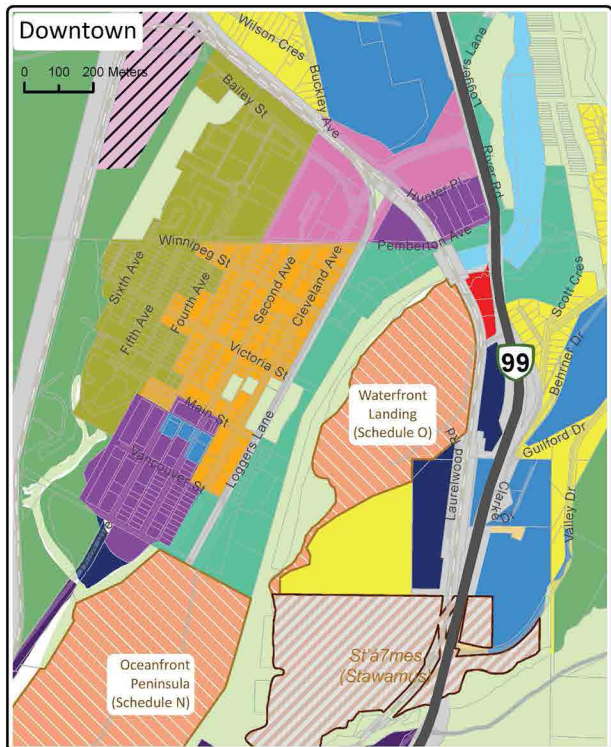 Downtown
0 100 200 Meters
Wilson Cres
Buckley Ave
Bailey St
Loggers Lane
River Rd
Hunter Pl
Pemberton Ave
Winnipeg St
Sixth Ave
Fifth Ave
Fourth Ave
Second Ave
Cleveland Ave
Victoria St
Main St
Vancouver St
Loggers Lane
Scott Cres
99
Behrner Dr
Waterfront
Landing
(Schedule O)
Guilford Dr
Laurelwood Rd
Clarke
Valley Dr
St'á7mes
(Stawamus)
Oceanfront
Peninsula
(Schedule N)